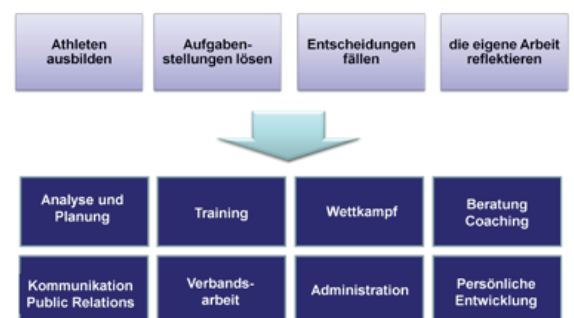 Athleten
ausbilden
Aufgaben-
stellungen lösen
Entscheidungen
fällen
die eigene Arbeit
reflektieren
Analyse und
Planung
Training
Wettkampf
Beratung
Coaching
Kommunikation
Public Relations
Verbands-
arbeit
Administration
Persönliche
Entwicklung